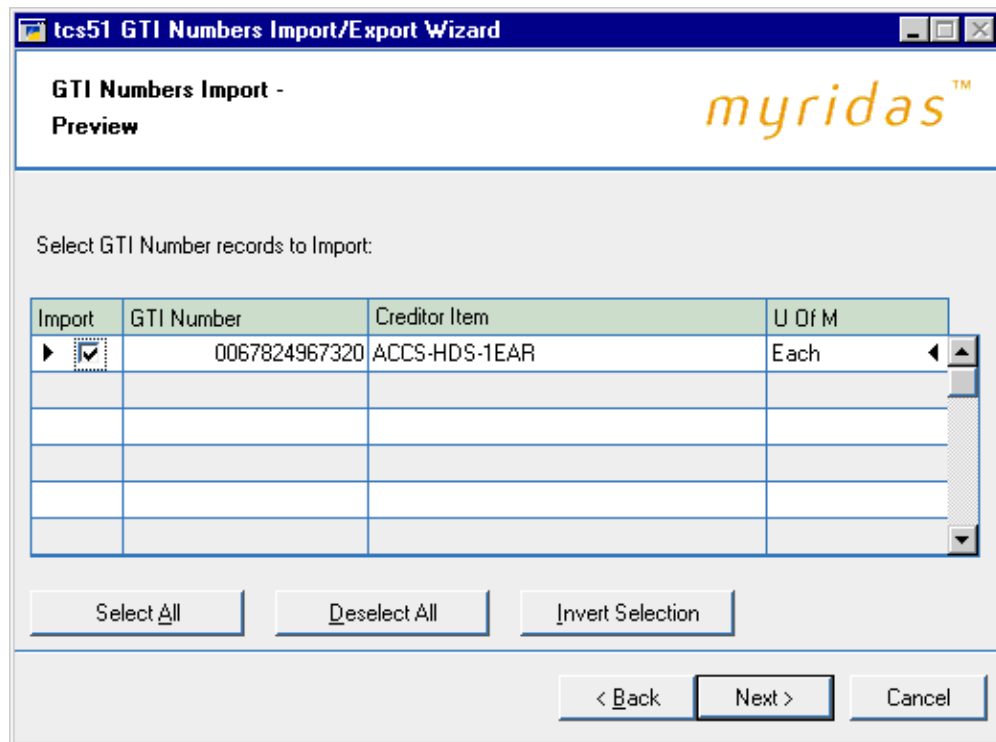 tcs51 GTI Numbers Import/Export Wizard
GTI Numbers Import -
Preview
myridas™
Select GTI Number records to Import:
Import GTI Number Creditor Item U Of M
0067824967320 ACCS-HDS-1EAR Each
Select All Deselect All Invert Selection
< Back Next > Cancel